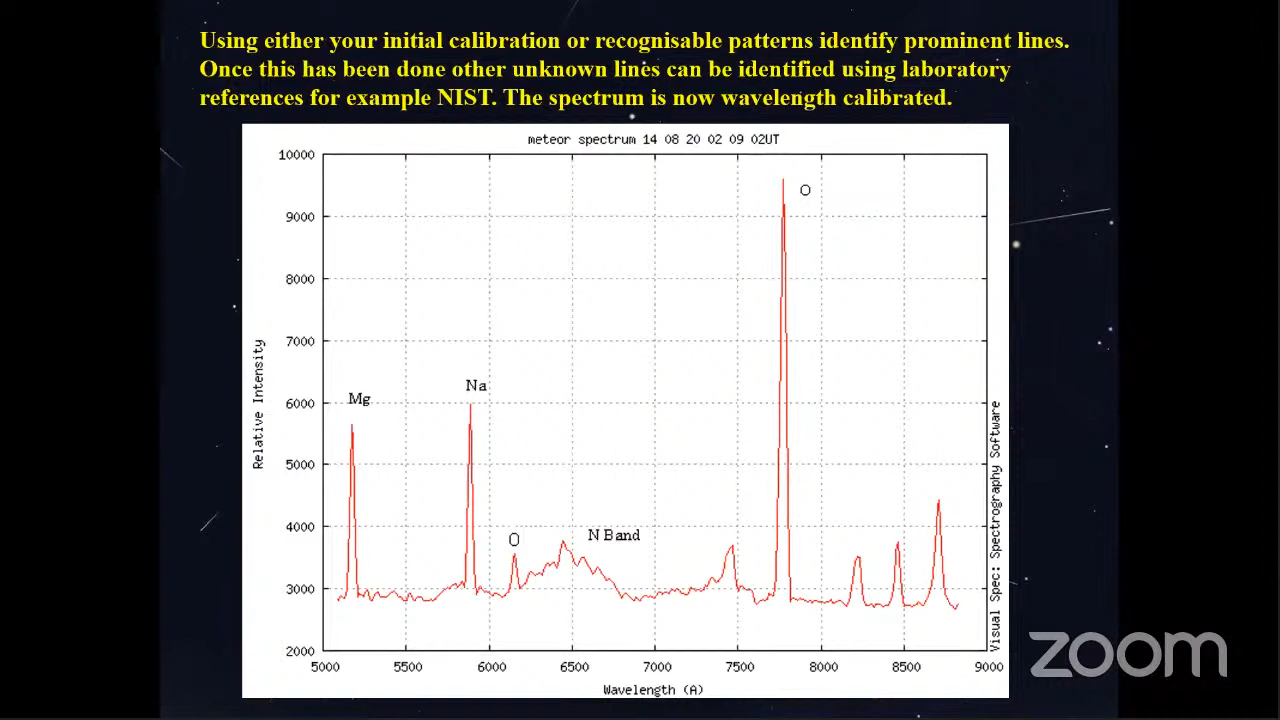 Using either your initial calibration or recognisable patterns identify prominent lines.
Once this has been done other unknown lines can be identified using laboratory
references for example NIST. The spectrum is now wavelength calibrated.
meteor spectrum 14 08 20 02 09 02UT
10000
9000
8000
7000
6000
5000
4000
3000
2000
Relative Intensity
Mg
Na
O
N Band
O
Visual Spec: Spectrography Software
5000 5500 6000 6500 7000 7500 8000 8500 9000
Wavelength (A)
zoom